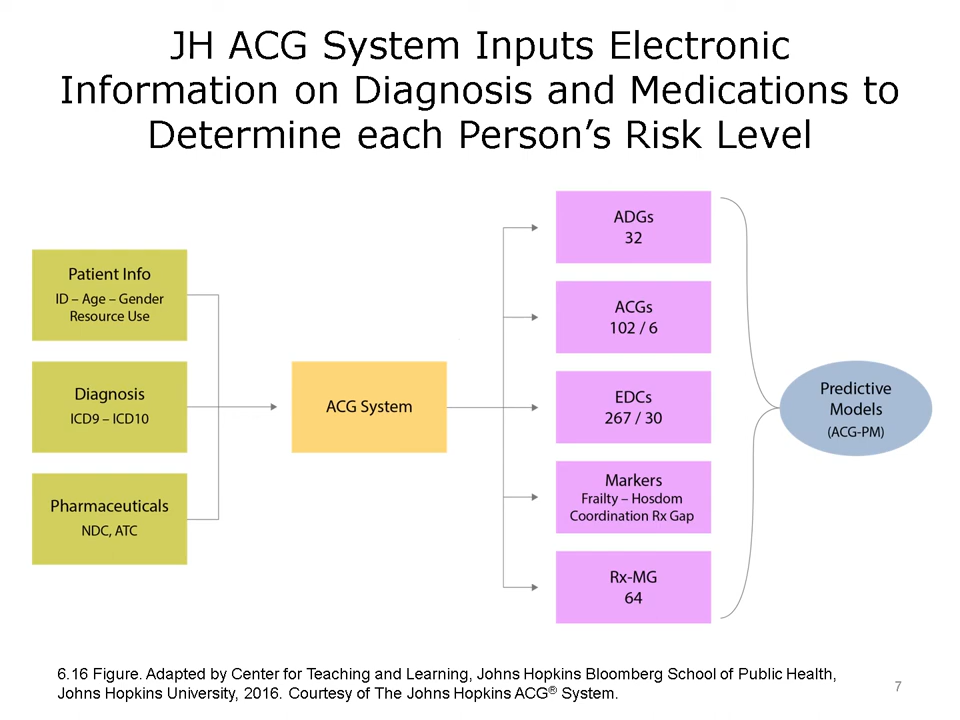 JH ACG System Inputs Electronic
Information on Diagnosis and Medications to
Determine each Person's Risk Level
Patient Info
ID – Age – Gender
Resource Use
Diagnosis
ICD9 – ICD10
Pharmaceuticals
NDC, ATC
ACG System
ADGs
32
ACGs
102 / 6
EDCs
267 / 30
Markers
Frailty – Hosdom
Coordination Rx Gap
Rx-MG
64
Predictive
Models
(ACG-PM)
6.16 Figure. Adapted by Center for Teaching and Learning, Johns Hopkins Bloomberg School of Public Health,
Johns Hopkins University, 2016. Courtesy of The Johns Hopkins ACG® System.
7